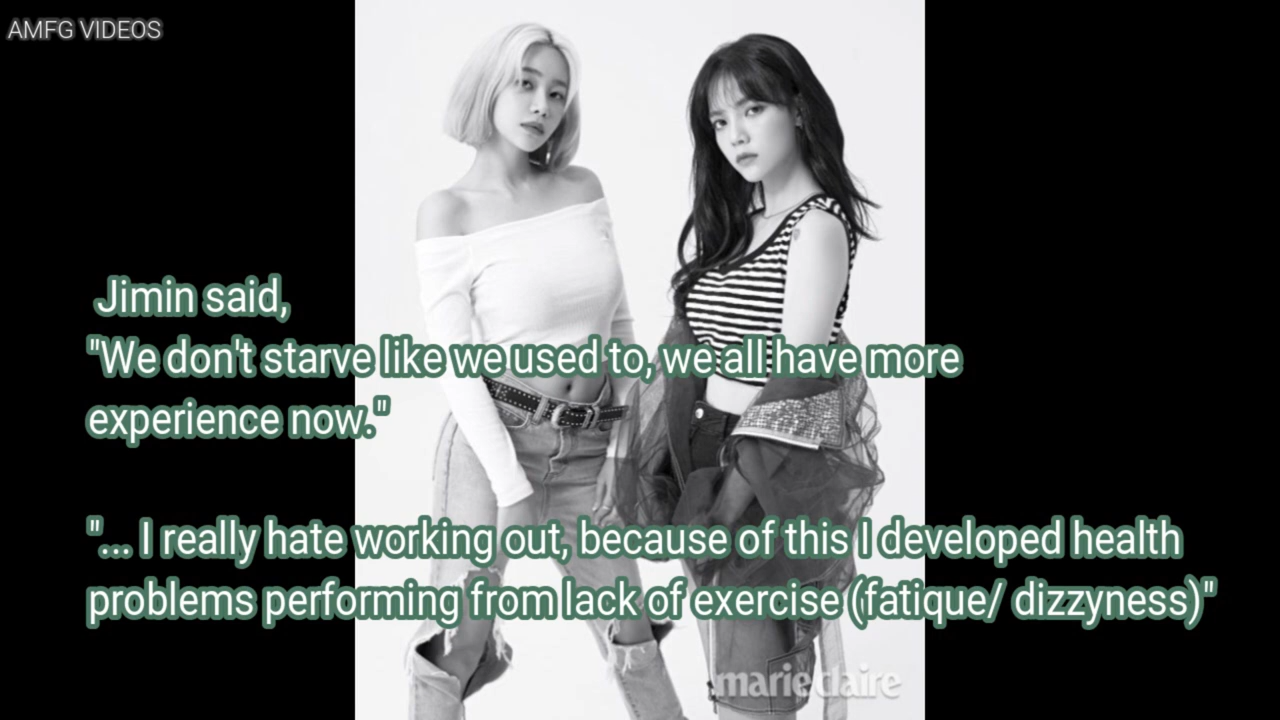 AMFG VIDEOS
Jimin said,
"We don't starve like we used to, we all have more
experience now."
"... I really hate working out, because of this I developed health
problems performing from lack of exercise (fatique/ dizzyness)"
marie claire